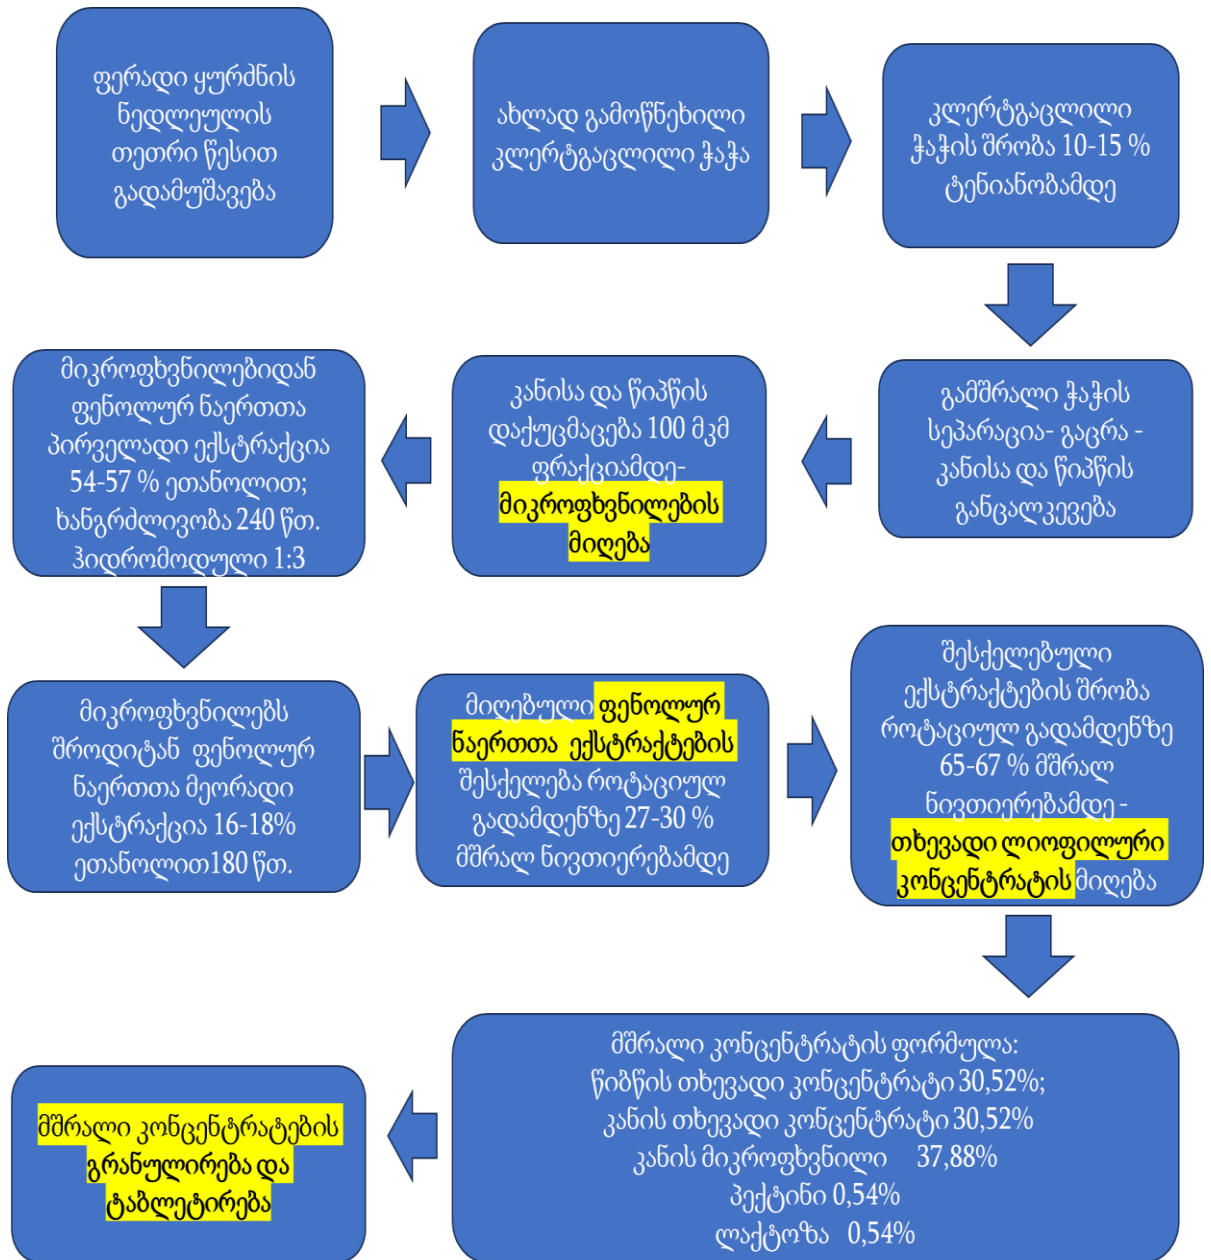 ფერადი ყურძნის
ნედლეულის
თეთრი წესით
გადამუშავება
ახლად გამოწნეხილი
კლერტგაცლილი ჭაჭა
კლერტგაცლილი
ჭაჭის შრობა 10-15 %
ტენიანობამდე
გამშრალი ჭაჭის
სეპარაცია- გაცრა -
კანისა და წიპწის
განცალკევება
კანისა და წიპწის
დაქუცმაცება 100 მკმ
ფრაქციამდე-
მიკროფხვნილების
მიღება
მიკროფხვნილებიდან
ფენოლურ ნაერთთა
პირველადი ექსტრაქცია
54-57 % ეთანოლით;
ხანგრძლივობა 240 წთ.
ჰიდრომოდული 1:3
მიკროფხვნილებს
შროდიტან ფენოლურ
ნაერთთა მეორადი
ექსტრაქცია 16-18%
ეთანოლით180 წთ.
მიღებული ფენოლურ
ნაერთთა ექსტრაქტების
შესქელება როტაციულ
გადამდენზე 27-30 %
მშრალ ნივთიერებამდე
შესქელებული
ექსტრაქტების შრობა
როტაციულ გადამდენზე
65-67 % მშრალ
ნივთიერებამდე -
თხევადი ლიოფილური
კონცენტრატის მიღება
მშრალი კონცენტრატის ფორმულა:
წიბწის თხევადი კონცენტრატი 30,52%;
კანის თხევადი კონცენტრატი 30,52%
კანის მიკროფხვნილი 37,88%
პექტინი 0,54%
ლაქტოზა 0,54%
მშრალი კონცენტრატების
გრანულირება და
ტაბლეტირება